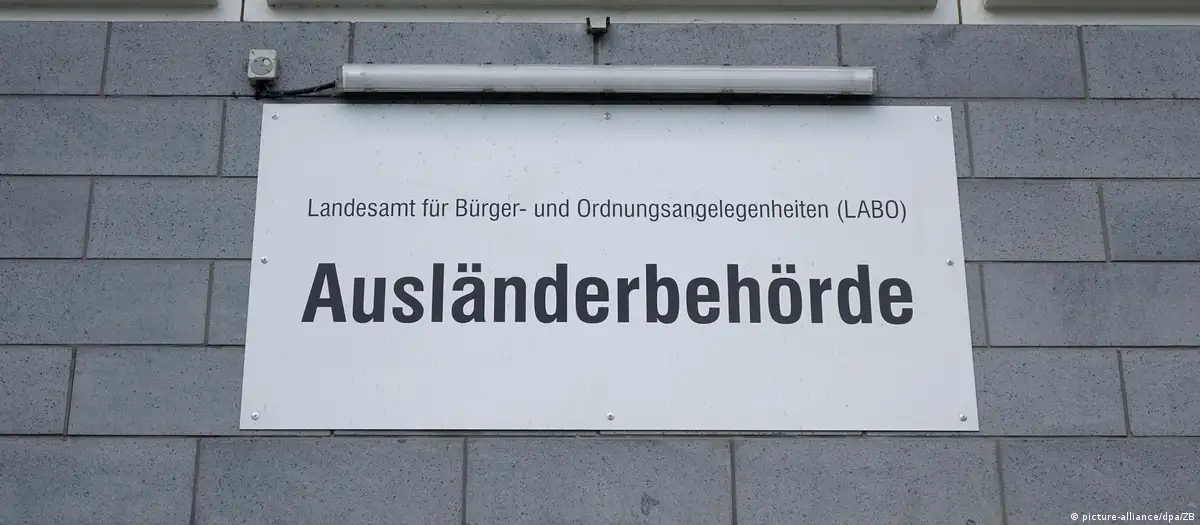 Landesamt für Bürger- und Ordnungsangelegenheiten (LABO)
Ausländerbehörde
© picture-alliance/dpa/ZB